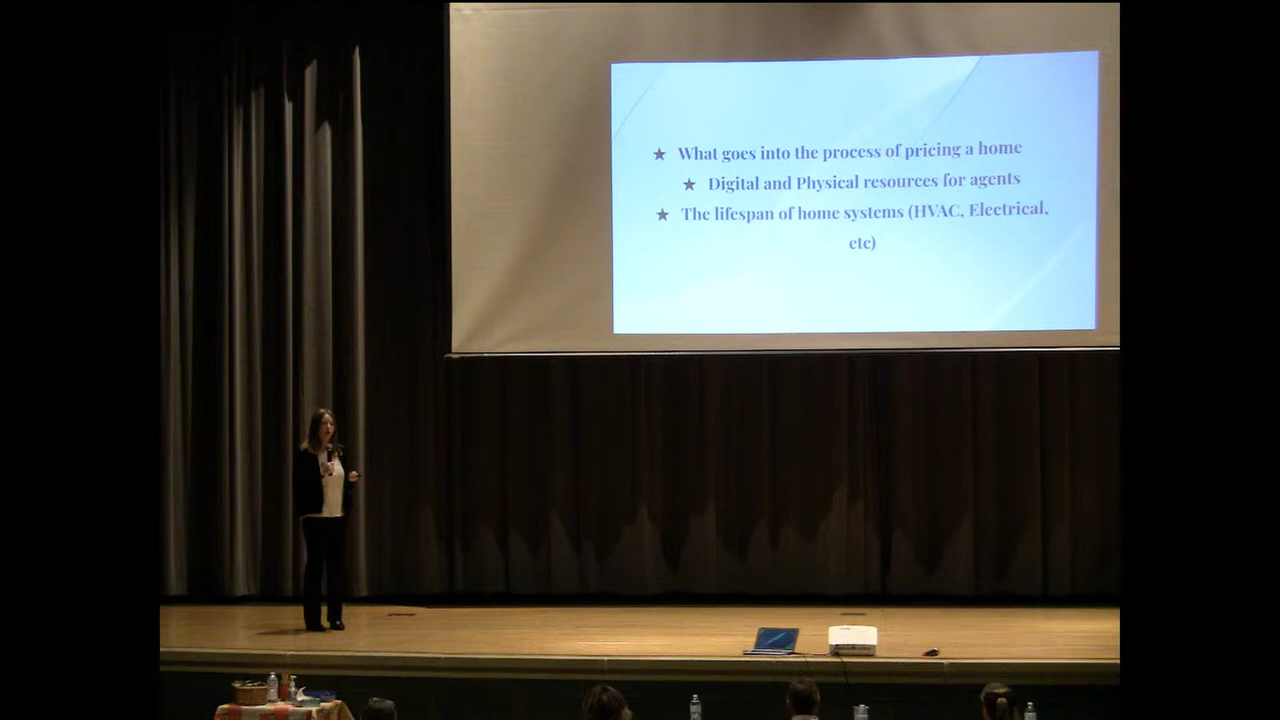 ★ What goes into the process of pricing a home
★ Digital and Physical resources for agents
★ The lifespan of home systems (HVAC, Electrical,
etc)